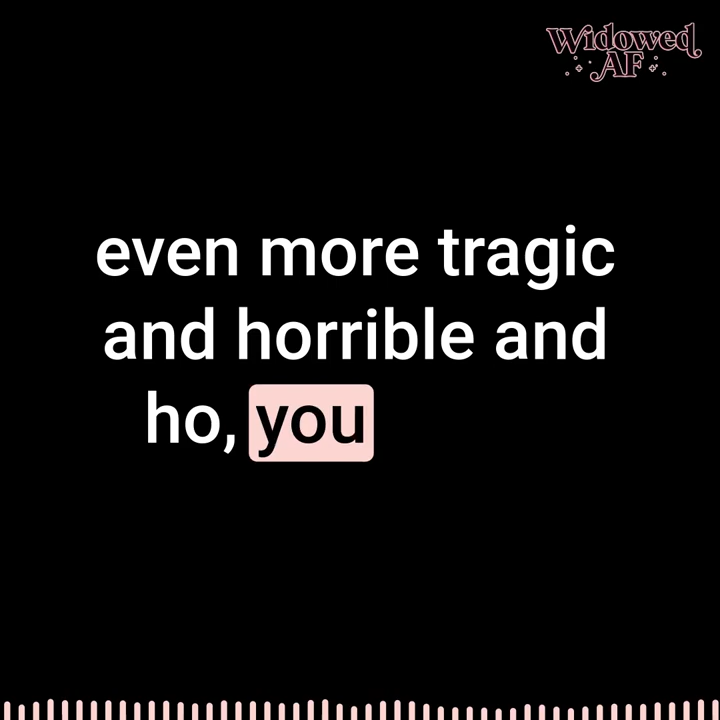 Widowed
AF
even more tragic
and horrible and
ho, you